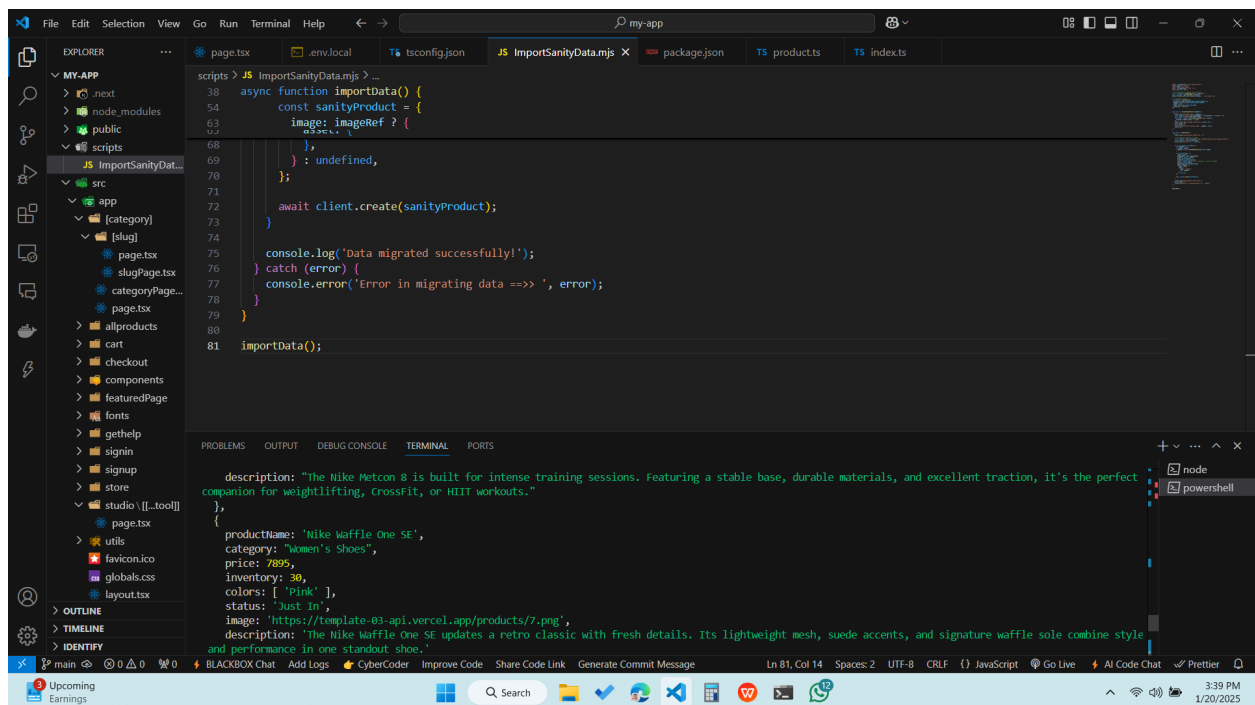 File Edit Selection View Go Run Terminal Help
my-app
EXPLORER
page.tsx
.env.local
tsconfig.json
JS ImportSanityData.mjs
package.json
TS product.ts
TS index.ts
MY-APP
.next
node_modules
public
scripts
JS ImportSanityDat...
src
app
[category]
[slug]
page.tsx
slugPage.tsx
categoryPage...
page.tsx
allproducts
cart
checkout
components
featuredPage
fonts
gethelp
signin
signup
store
studio \ [[...tool]]
page.tsx
utils
favicon.ico
globals.css
layout.tsx
OUTLINE
TIMELINE
IDENTIFY
scripts > JS ImportSanityData.mjs > ...
38 async function importData() {
54 const sanityProduct = {
63 image: imageRef ? {
65 asset: {
68 },
69 } : undefined,
70 };
71
72 await client.create(sanityProduct);
73 }
74
75 console.log('Data migrated successfully!');
76 } catch (error) {
77 console.error('Error in migrating data ==>> ', error);
78 }
79 }
80
81 importData();
PROBLEMS OUTPUT DEBUG CONSOLE TERMINAL PORTS
node
powershell
description: "The Nike Metcon 8 is built for intense training sessions. Featuring a stable base, durable materials, and excellent traction, it's the perfect
companion for weightlifting, CrossFit, or HIIT workouts."
},
{
productName: 'Nike Waffle One SE',
category: "Women's Shoes",
price: 7895,
inventory: 30,
colors: [ 'Pink' ],
status: 'Just In',
image: 'https://template-03-api.vercel.app/products/7.png',
description: 'The Nike Waffle One SE updates a retro classic with fresh details. Its lightweight mesh, suede accents, and signature waffle sole combine style
and performance in one standout shoe.'
main 0 0 0 BLACKBOX Chat Add Logs CyberCoder Improve Code Share Code Link Generate Commit Message Ln 81, Col 14 Spaces: 2 UTF-8 CRLF {} JavaScript Go Live AI Code Chat Prettier
3 Upcoming
Earnings
Search
12
3:39 PM
1/20/2025